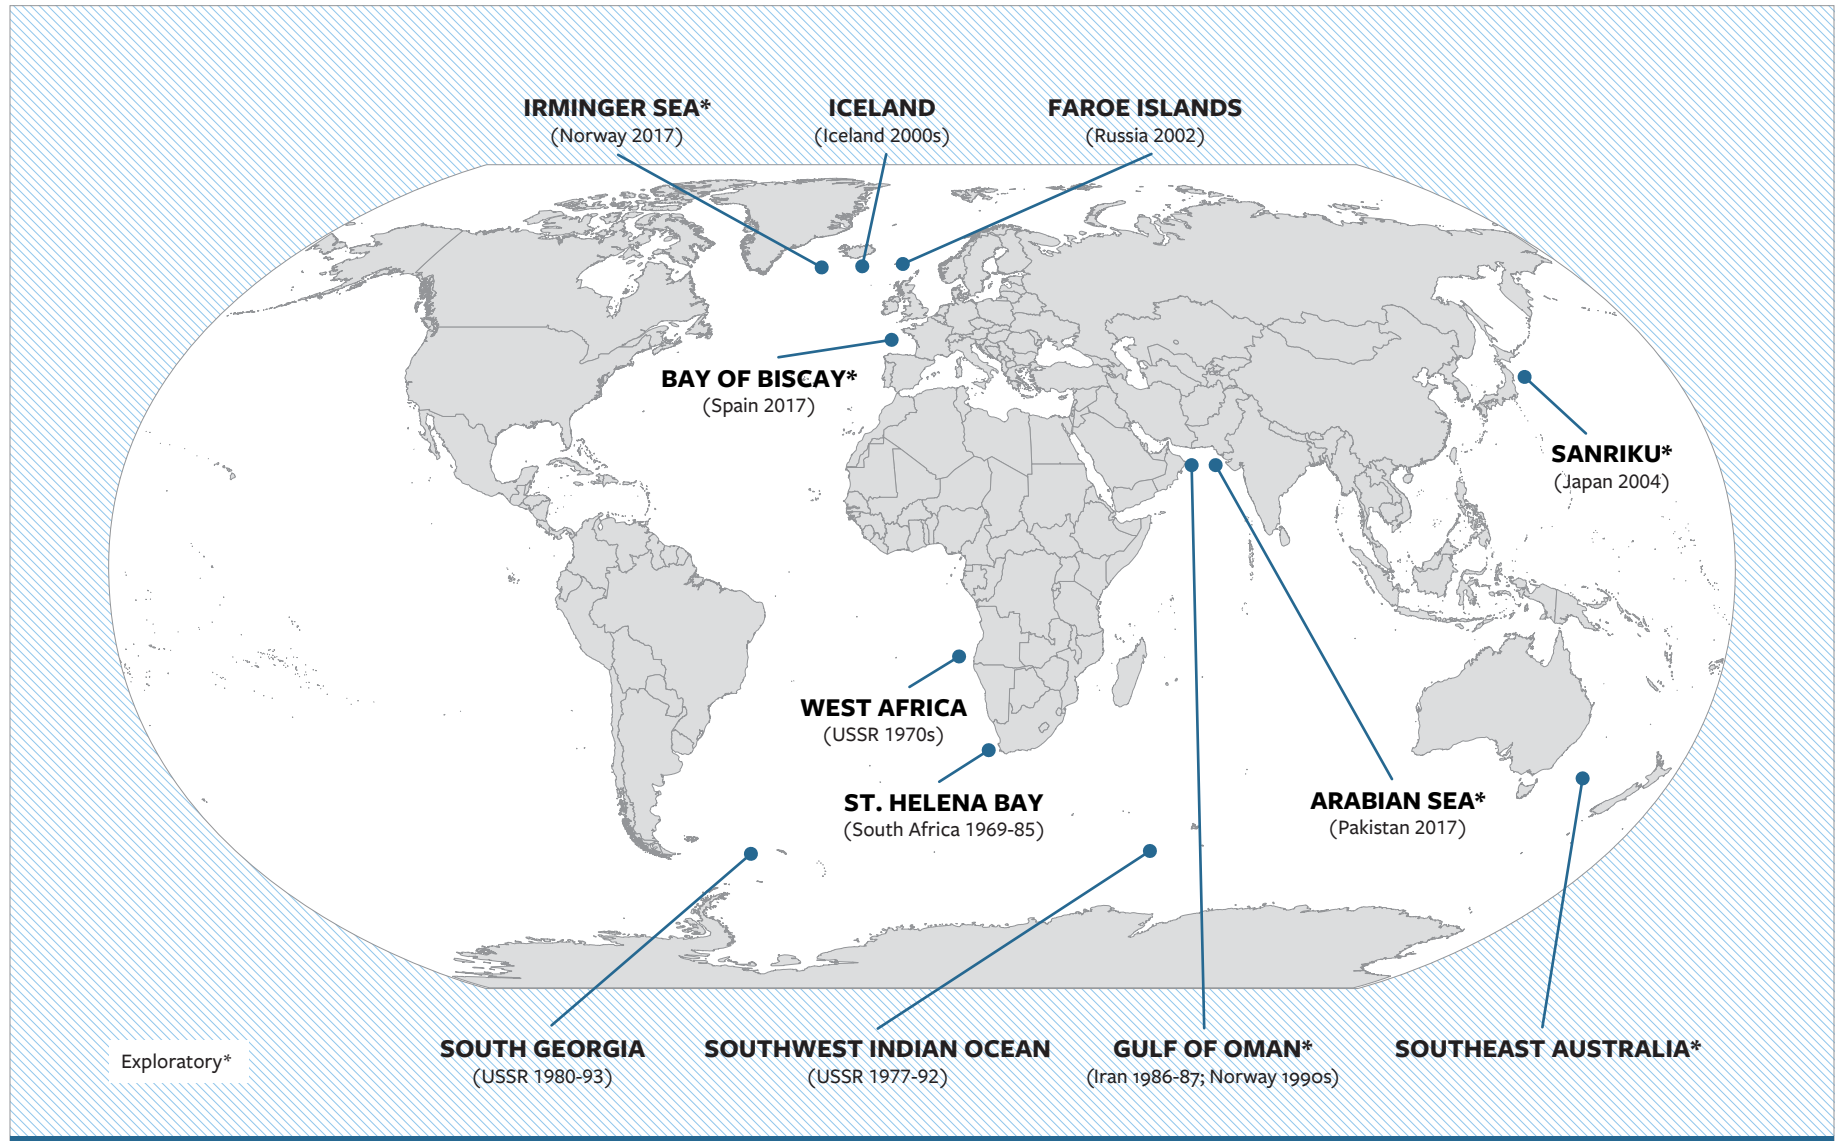 IRMINGER SEA*
(Norway 2017)
ICELAND
(Iceland 2000s)
FAROE ISLANDS
(Russia 2002)
BAY OF BISCAY*
(Spain 2017)
SANRIKU*
(Japan 2004)
WEST AFRICA
(USSR 1970s)
ST. HELENA BAY
(South Africa 1969-85)
ARABIAN SEA*
(Pakistan 2017)
Exploratory*
SOUTH GEORGIA
(USSR 1980-93)
SOUTHWEST INDIAN OCEAN
(USSR 1977-92)
GULF OF OMAN*
(Iran 1986-87; Norway 1990s)
SOUTHEAST AUSTRALIA*